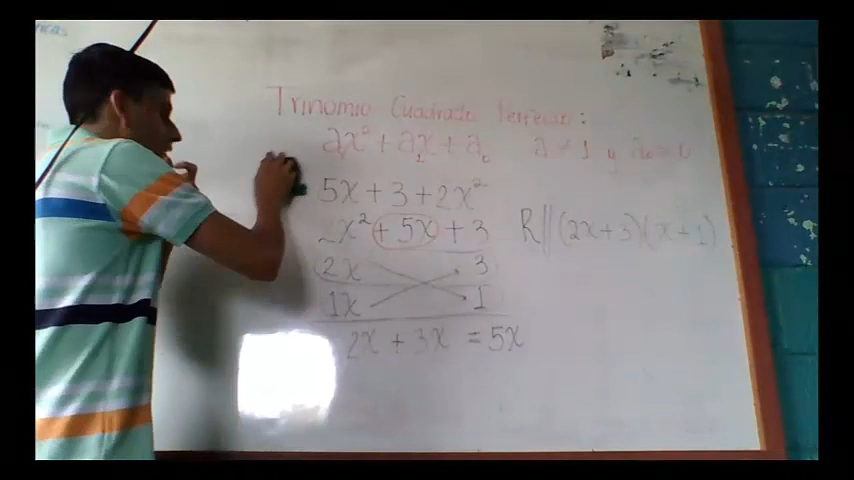 Trinomio Cuadrado Perfecto:
ax² + a₁x + a₀ a ≠ 1 y
5x + 3 + 2x²
2x² + 5x + 3 R// (2x+3)(x+1)
2x 3
1x 1
2x + 3x = 5x